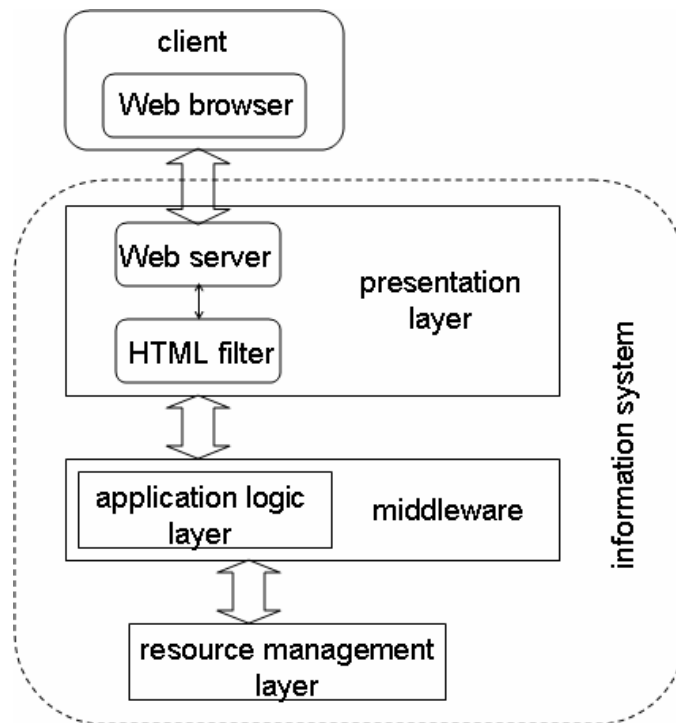 client
Web browser
Web server
presentation
layer
HTML filter
information system
application logic
layer
middleware
resource management
layer